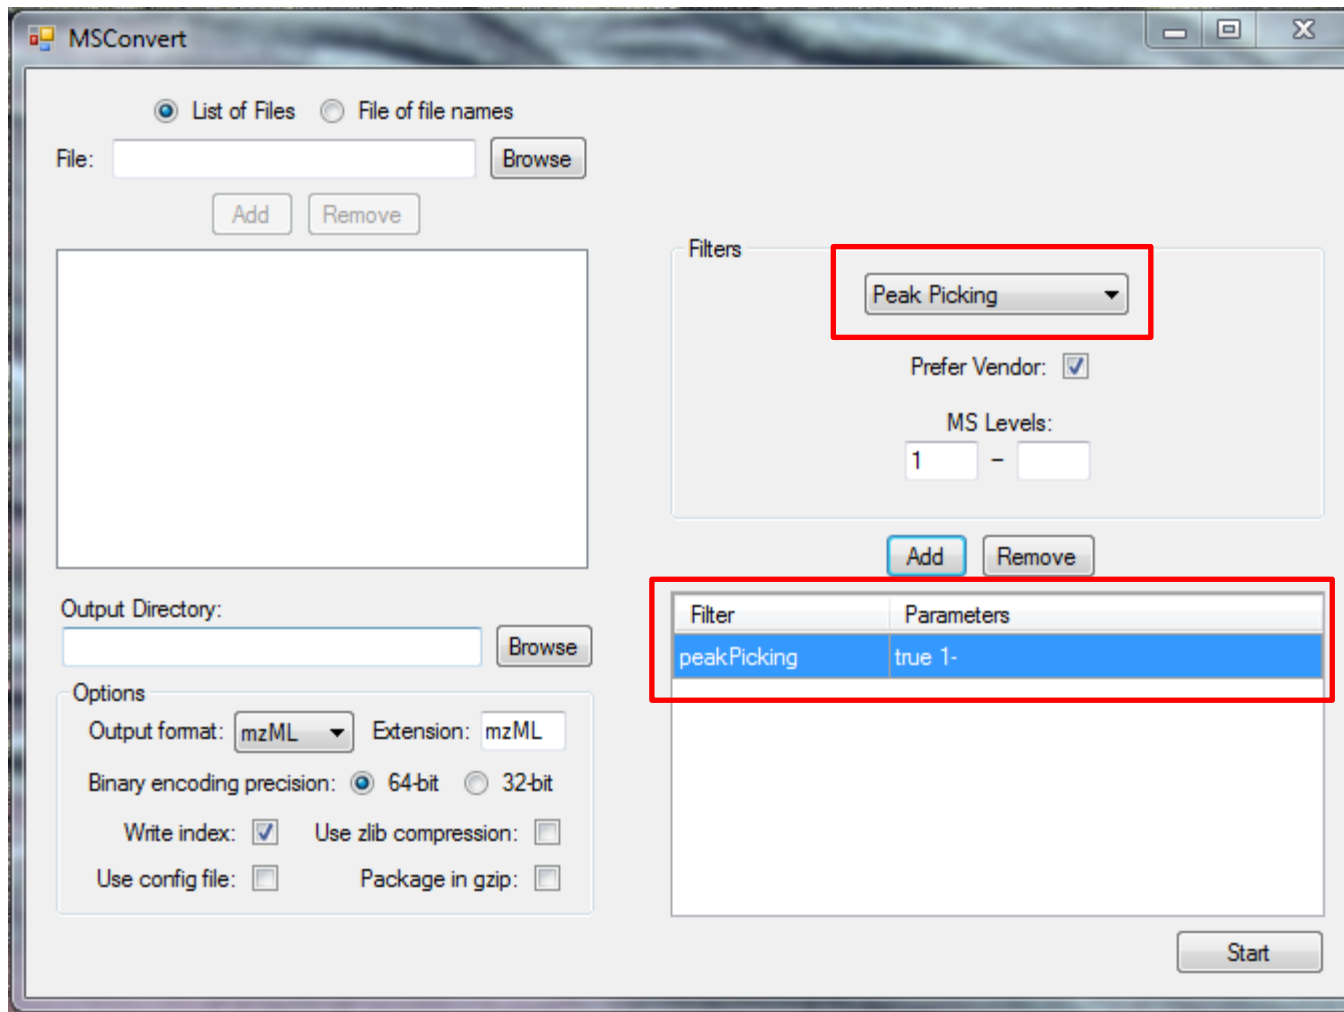 MSConvert
List of Files File of file names
File: Browse
Add Remove
Output Directory:
Browse
Options
Output format: mzML Extension: mzML
Binary encoding precision: 64-bit 32-bit
Write index: Use zlib compression:
Use config file: Package in gzip:
Filters
Peak Picking
Prefer Vendor:
MS Levels:
1 -
Add Remove
Filter Parameters
peakPicking true 1-
Start